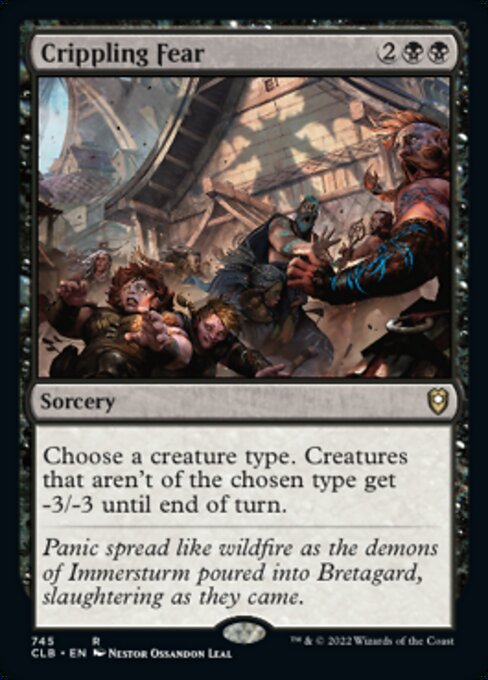 Crippling Fear 2
Sorcery
Choose a creature type. Creatures
that aren't of the chosen type get
-3/-3 until end of turn.
Panic spread like wildfire as the demons
of Immersturm poured into Bretagard,
slaughtering as they came.
745 R ™ & © 2022 Wizards of the Coast
CLB • EN Nestor Ossandon Leal